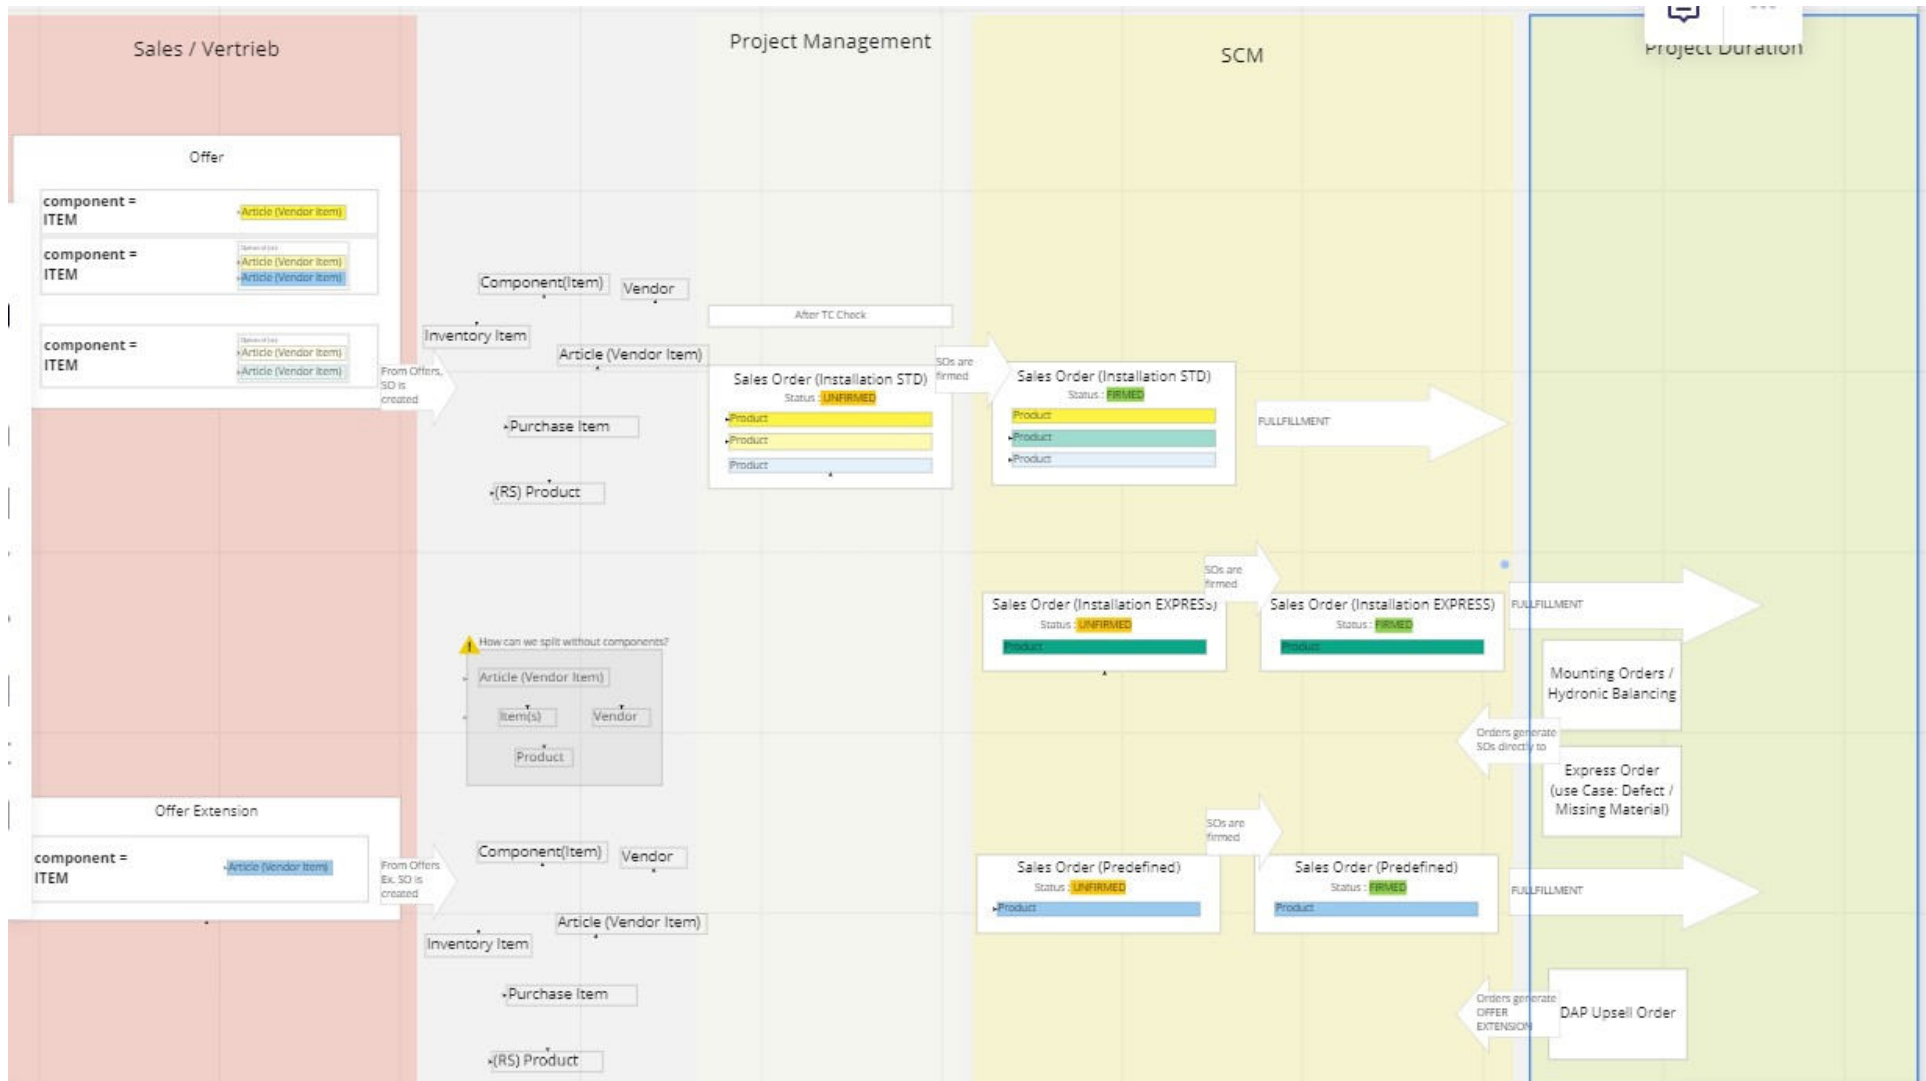 Sales / Vertrieb
Project Management
SCM
Project Duration
Offer
component =
ITEM
Article (Vendor Item)
component =
ITEM
Article (Vendor Item)
Article (Vendor Item)
component =
ITEM
Article (Vendor Item)
Article (Vendor Item)
From Offers,
SO is
created
Component(Item)
Vendor
Inventory Item
Article (Vendor Item)
Purchase Item
(RS) Product
After TC Check
Sales Order (Installation STD)
Status : UNFIRMED
Product
Product
Product
SOs are
firmed
Sales Order (Installation STD)
Status : FIRMED
Product
Product
Product
FULLFILLMENT
Sales Order (Installation EXPRESS)
Status : UNFIRMED
Product
SOs are
firmed
Sales Order (Installation EXPRESS)
Status : FIRMED
Product
FULLFILLMENT
How can we split without components?
Article (Vendor Item)
Item(s)
Vendor
Product
Mounting Orders /
Hydronic Balancing
Orders generate
SOs directly to
Express Order
(use Case: Defect /
Missing Material)
Offer Extension
component =
ITEM
Article (Vendor Item)
From Offers
Ex. SO is
created
Component(Item)
Vendor
Article (Vendor Item)
Inventory Item
Purchase Item
(RS) Product
Sales Order (Predefined)
Status : UNFIRMED
Product
SOs are
firmed
Sales Order (Predefined)
Status : FIRMED
Product
FULLFILLMENT
Orders generate
OFFER
EXTENSION
DAP Upsell Order